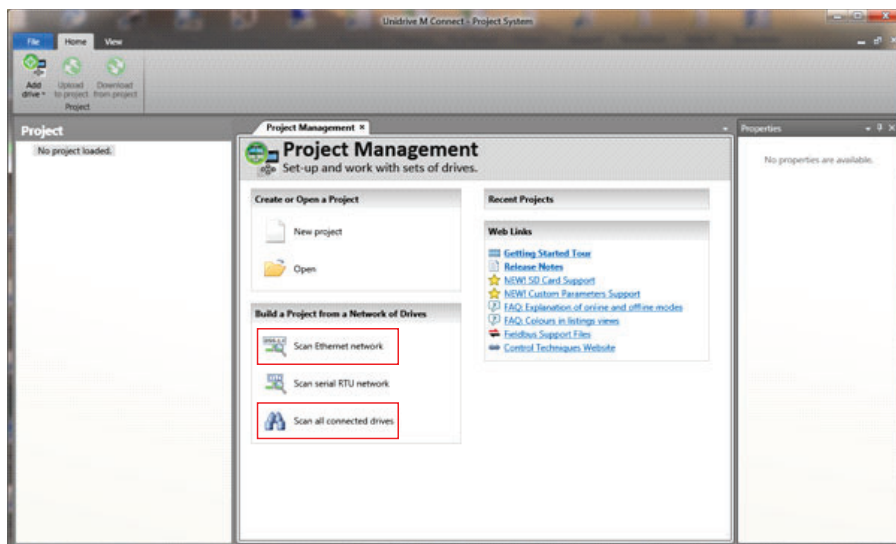 Unidrive M Connect - Project System
File Home View
Add drive
Upload to project
Download from project
Project
Project
No project loaded.
Project Management
Project Management
Set-up and work with sets of drives.
Create or Open a Project
New project
Open
Build a Project from a Network of Drives
Scan Ethernet network
Scan serial RTU network
Scan all connected drives
Recent Projects
Web Links
Getting Started Tour
Release Notes
NEW! SD Card Support
NEW! Custom Parameters Support
FAQ: Explanation of online and offline modes
FAQ: Colours in listings views
Fieldbus Support Files
Control Techniques Website
Properties
No properties are available.